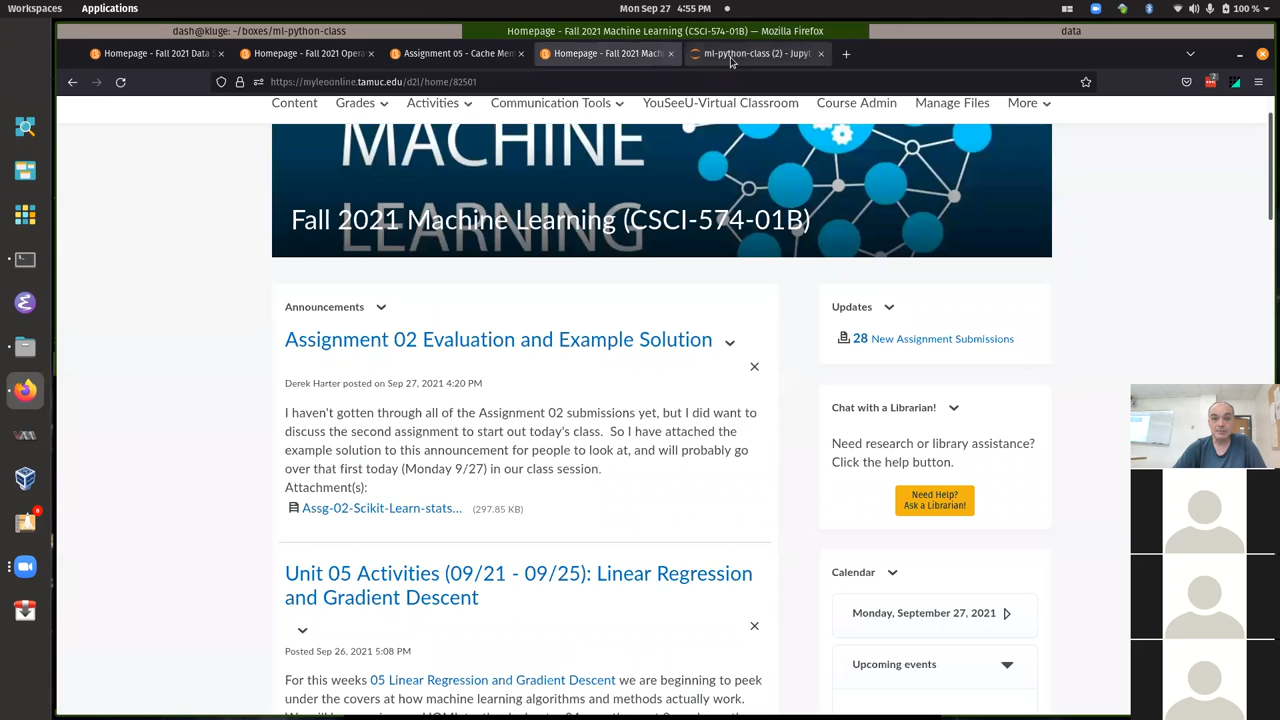 Workspaces Applications Mon Sep 27 4:55 PM 100 %
dash@kluge: ~/boxes/ml-python-class Fall 2021 Machine Learning (CSCI-574-01B) — Mozilla Firefox data
Homepage - Fall 2021 Data S Homepage - Fall 2021 Opera Assignment 05 - Cache Mem Homepage - Fall 2021 Mach ml-python-class (2) - Jupyt
https://myleoonline.tamuc.edu/d2l/home/82501
Content Grades Activities Communication Tools YouSeeU-Virtual Classroom Course Admin Manage Files More
MACHINE
LEARNING
Fall 2021 Machine Learning (CSCI-574-01B)
Announcements
Assignment 02 Evaluation and Example Solution
Derek Harter posted on Sep 27, 2021 4:20 PM
I haven't gotten through all of the Assignment 02 submissions yet, but I did want to
discuss the second assignment to start out today's class. So I have attached the
example solution to this announcement for people to look at, and will probably go
over that first today (Monday 9/27) in our class session.
Attachment(s):
Assg-02-Scikit-Learn-stats... (297.85 KB)
Unit 05 Activities (09/21 - 09/25): Linear Regression
and Gradient Descent
Posted Sep 26, 2021 5:08 PM
For this weeks 05 Linear Regression and Gradient Descent we are beginning to peek
under the covers at how machine learning algorithms and methods actually work.
Updates
28 New Assignment Submissions
Chat with a Librarian!
Need research or library assistance?
Click the help button.
Need Help?
Ask a Librarian!
Calendar
Monday, September 27, 2021
Upcoming events